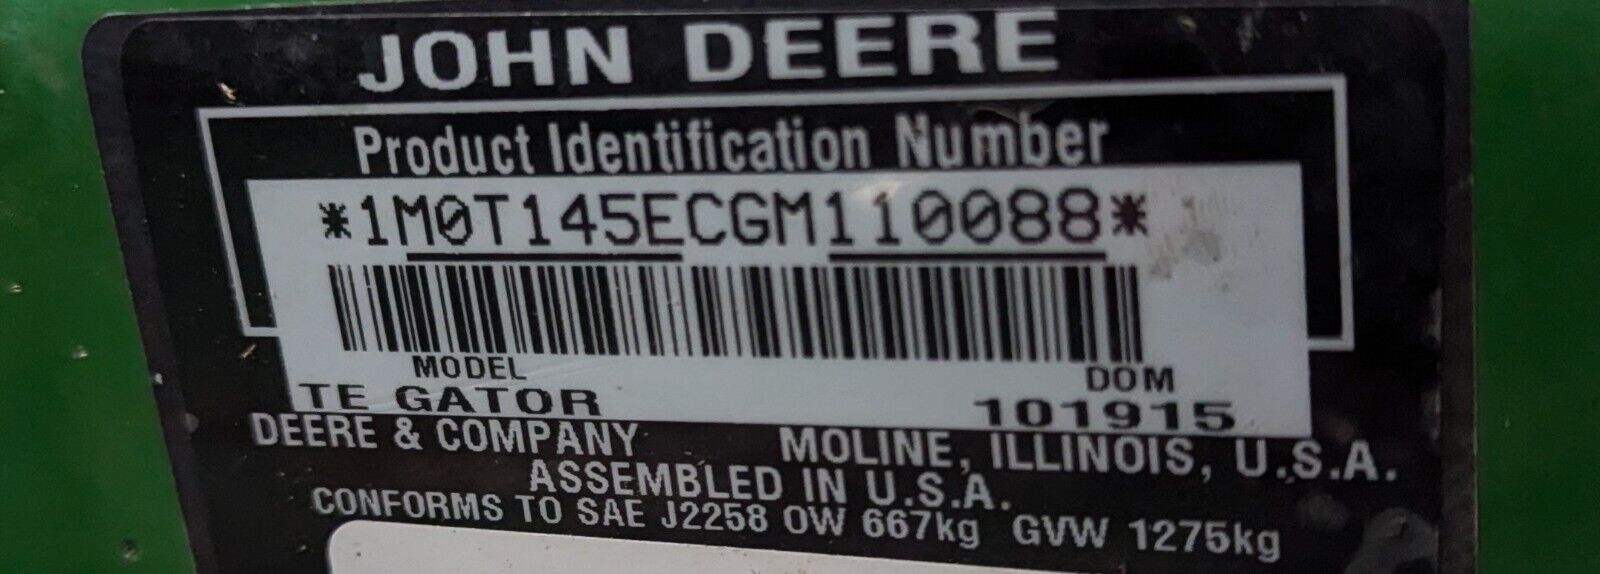 JOHN DEERE
Product Identification Number
*1M0T145ECGM110088*
MODEL DOM
TE GATOR 101915
DEERE & COMPANY MOLINE, ILLINOIS, U.S.A.
ASSEMBLED IN U.S.A.
CONFORMS TO SAE J2258 OW 667kg GVW 1275kg